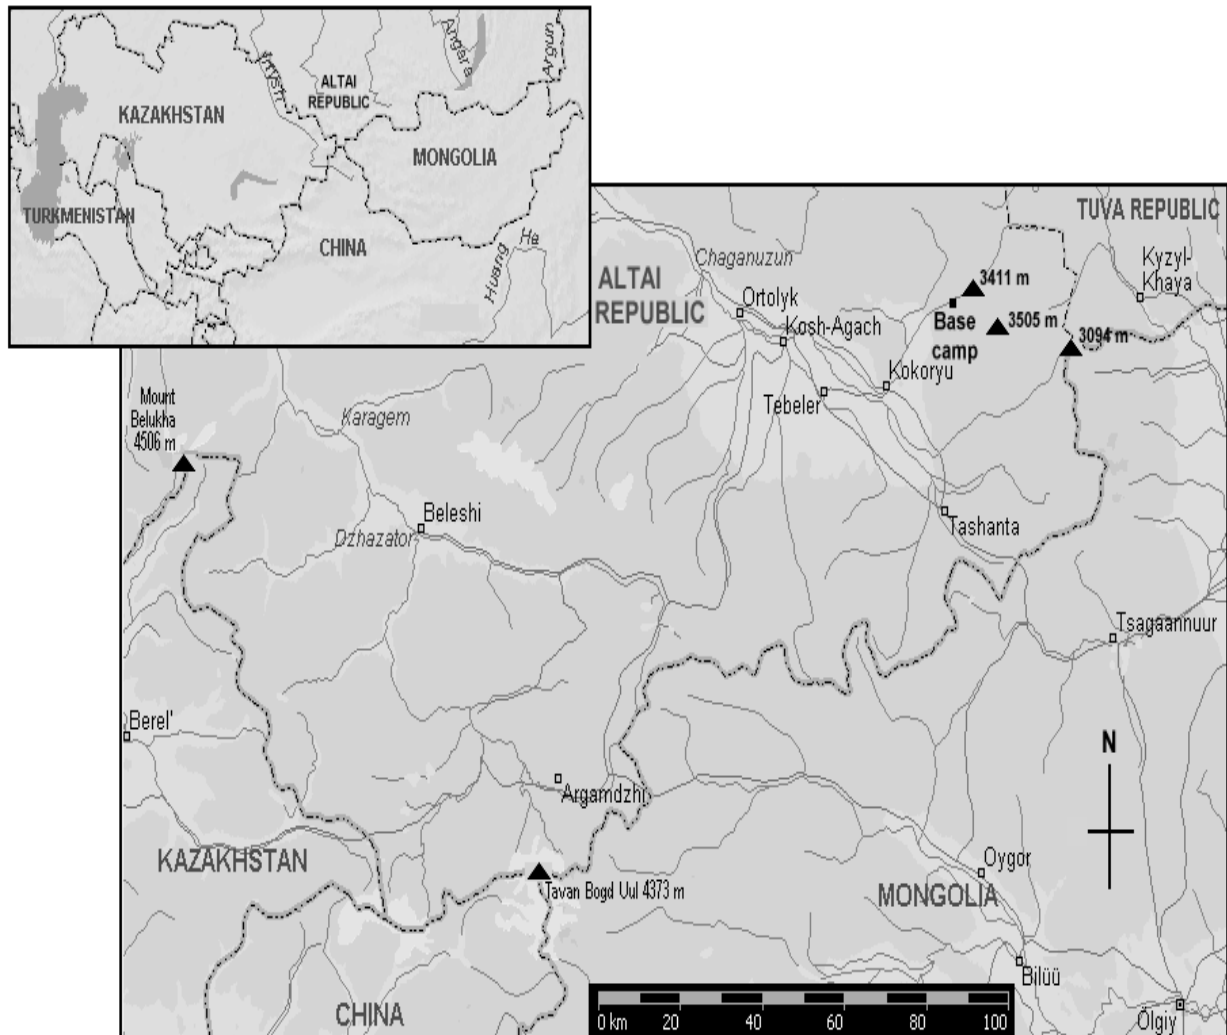 KAZAKHSTAN
TURKMENISTAN
Irtysh
ALTAI
REPUBLIC
Angara
Argun
MONGOLIA
CHINA
Huang
He
TUVA REPUBLIC
Kyzyl-
Khaya
Chaganuzun
ALTAI
REPUBLIC
Ortolyk
Kosh-Agach
3411 m
Base
camp
3505 m
3094 m
Kokoryu
Tebeler
Mount
Belukha
4506 m
Karagem
Beleshi
Dzhazator
Tashanta
Tsagaannuur
Berel'
Argamdzhi
N
KAZAKHSTAN
Tavan Bogd Uul 4373 m
Oygor
MONGOLIA
Bilüü
CHINA
Ölgiy
0 km 20 40 60 80 100